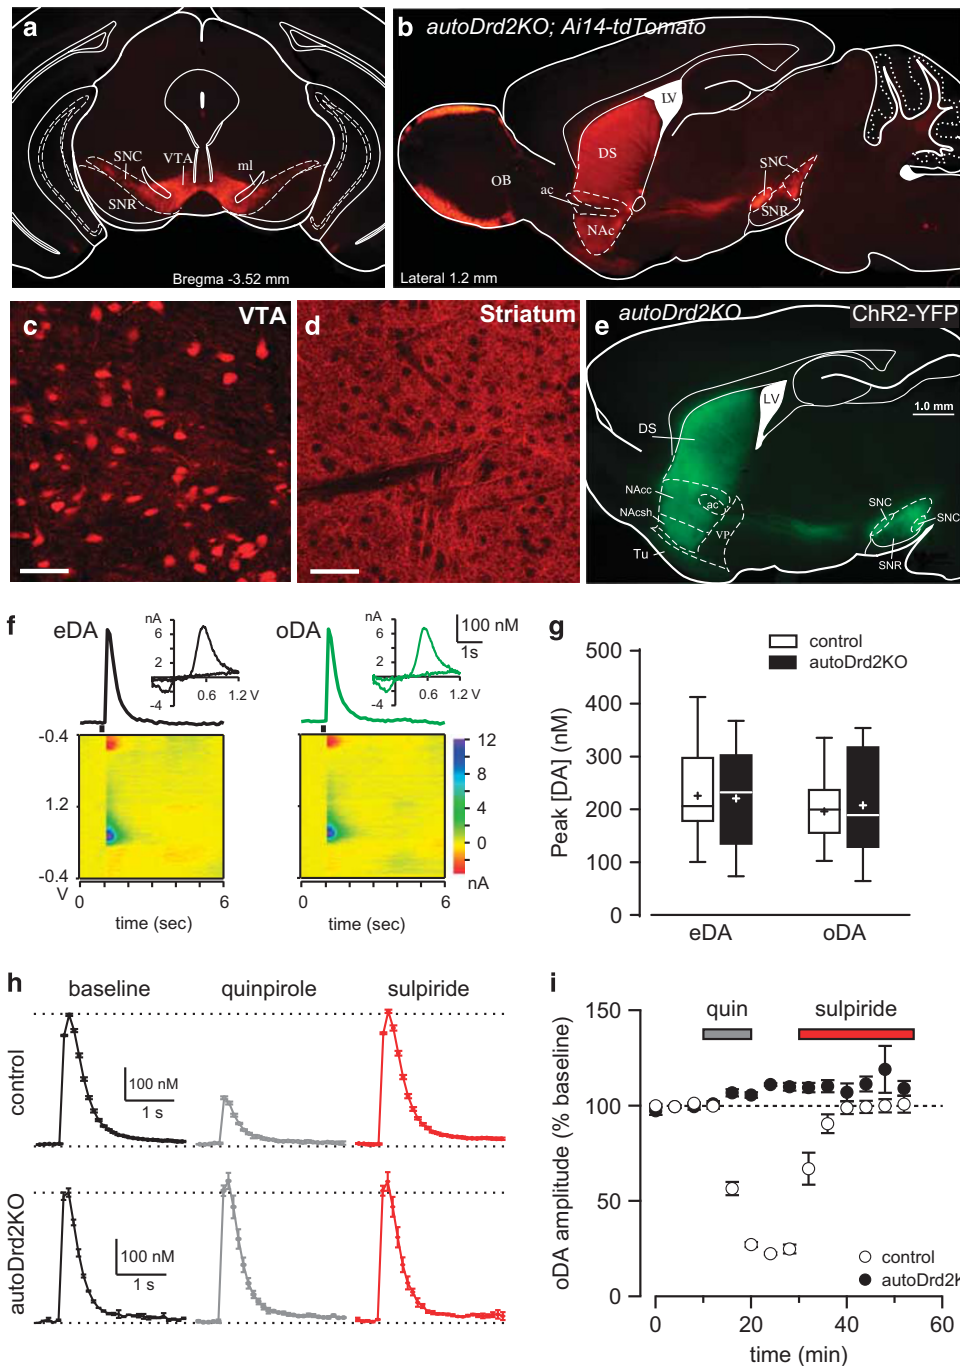 a
SNC
VTA
ml
SNR
Bregma -3.52 mm
b
autoDrd2KO; Ai14-tdTomato
LV
DS
OB
ac
NAc
SNC
SNR
Lateral 1.2 mm
c
VTA
d
Striatum
e
autoDrd2KO
ChR2-YFP
LV
1.0 mm
DS
NAcc
ac
NAcsh
VP
Tu
SNC
SNC
SNR
f
eDA
nA
6
2
-4
0.6
1.2 V
oDA
nA
6
2
-4
0.6
1.2 V
100 nM
1s
-0.4
1.2
-0.4
V
0
6
time (sec)
0
6
time (sec)
12
8
4
0
nA
g
control
autoDrd2KO
Peak [DA] (nM)
500
400
300
200
100
0
eDA
oDA
h
baseline
quinpirole
sulpiride
control
100 nM
1 s
autoDrd2KO
100 nM
1 s
i
quin
sulpiride
oDA amplitude (% baseline)
150
100
50
0
control
autoDrd2K
0
20
40
60
time (min)